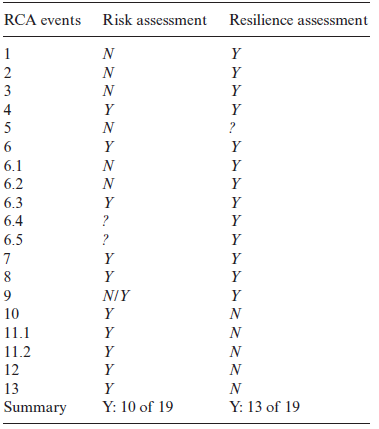 RCA events Risk assessment Resilience assessment
1 N Y
2 N Y
3 N Y
4 Y Y
5 N ?
6 Y Y
6.1 N Y
6.2 N Y
6.3 Y Y
6.4 ? Y
6.5 ? Y
7 Y Y
8 Y Y
9 N/Y Y
10 Y N
11.1 Y N
11.2 Y N
12 Y N
13 Y N
Summary Y: 10 of 19 Y: 13 of 19